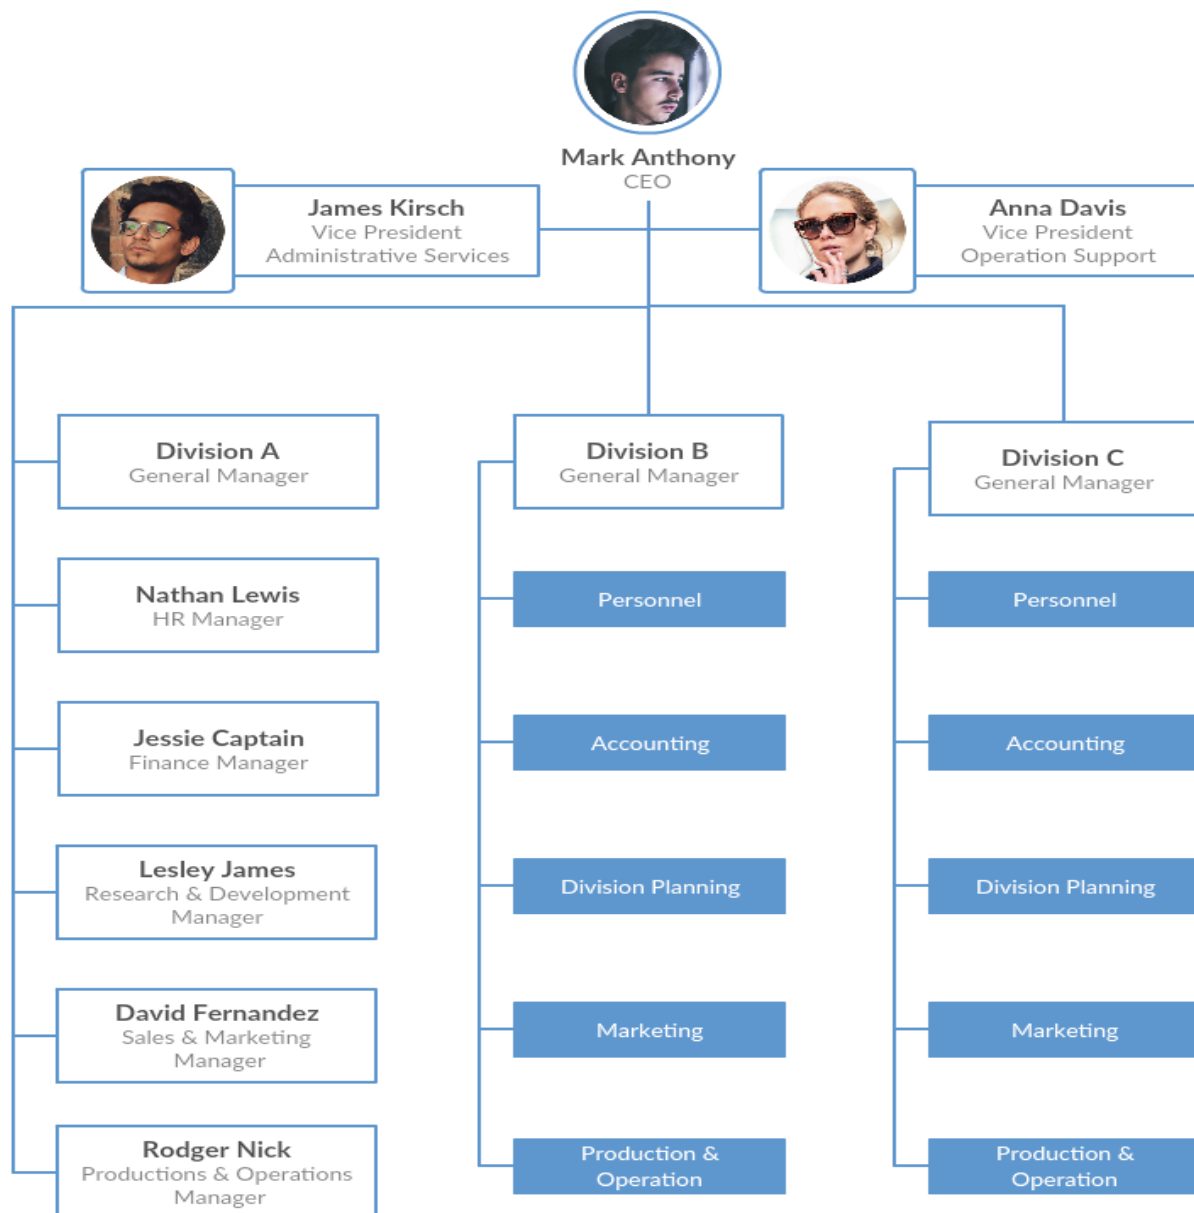 Mark Anthony
CEO
James Kirsch
Vice President
Administrative Services
Anna Davis
Vice President
Operation Support
Division A
General Manager
Nathan Lewis
HR Manager
Jessie Captain
Finance Manager
Lesley James
Research & Development
Manager
David Fernandez
Sales & Marketing
Manager
Rodger Nick
Productions & Operations
Manager
Division B
General Manager
Personnel
Accounting
Division Planning
Marketing
Production &
Operation
Division C
General Manager
Personnel
Accounting
Division Planning
Marketing
Production &
Operation